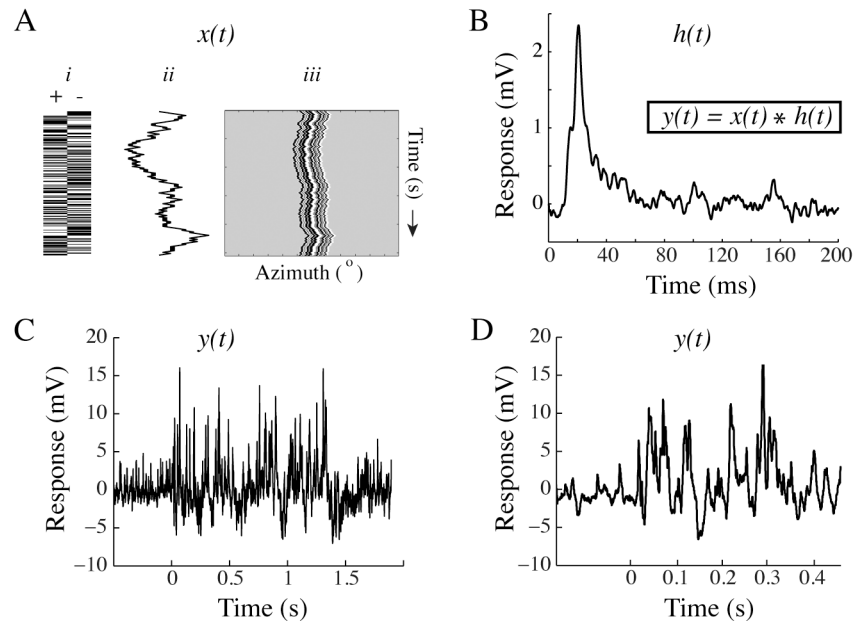 A
x(t)
i
ii
iii
+ -
Time (s)
Azimuth (°)
B
h(t)
y(t) = x(t) * h(t)
Response (mV)
2
1
0
0 40 80 120 160 200
Time (ms)
C
y(t)
Response (mV)
20
15
10
5
0
−5
−10
0 0.5 1 1.5
Time (s)
D
y(t)
Response (mV)
20
15
10
5
0
−5
−10
0 0.1 0.2 0.3 0.4
Time (s)